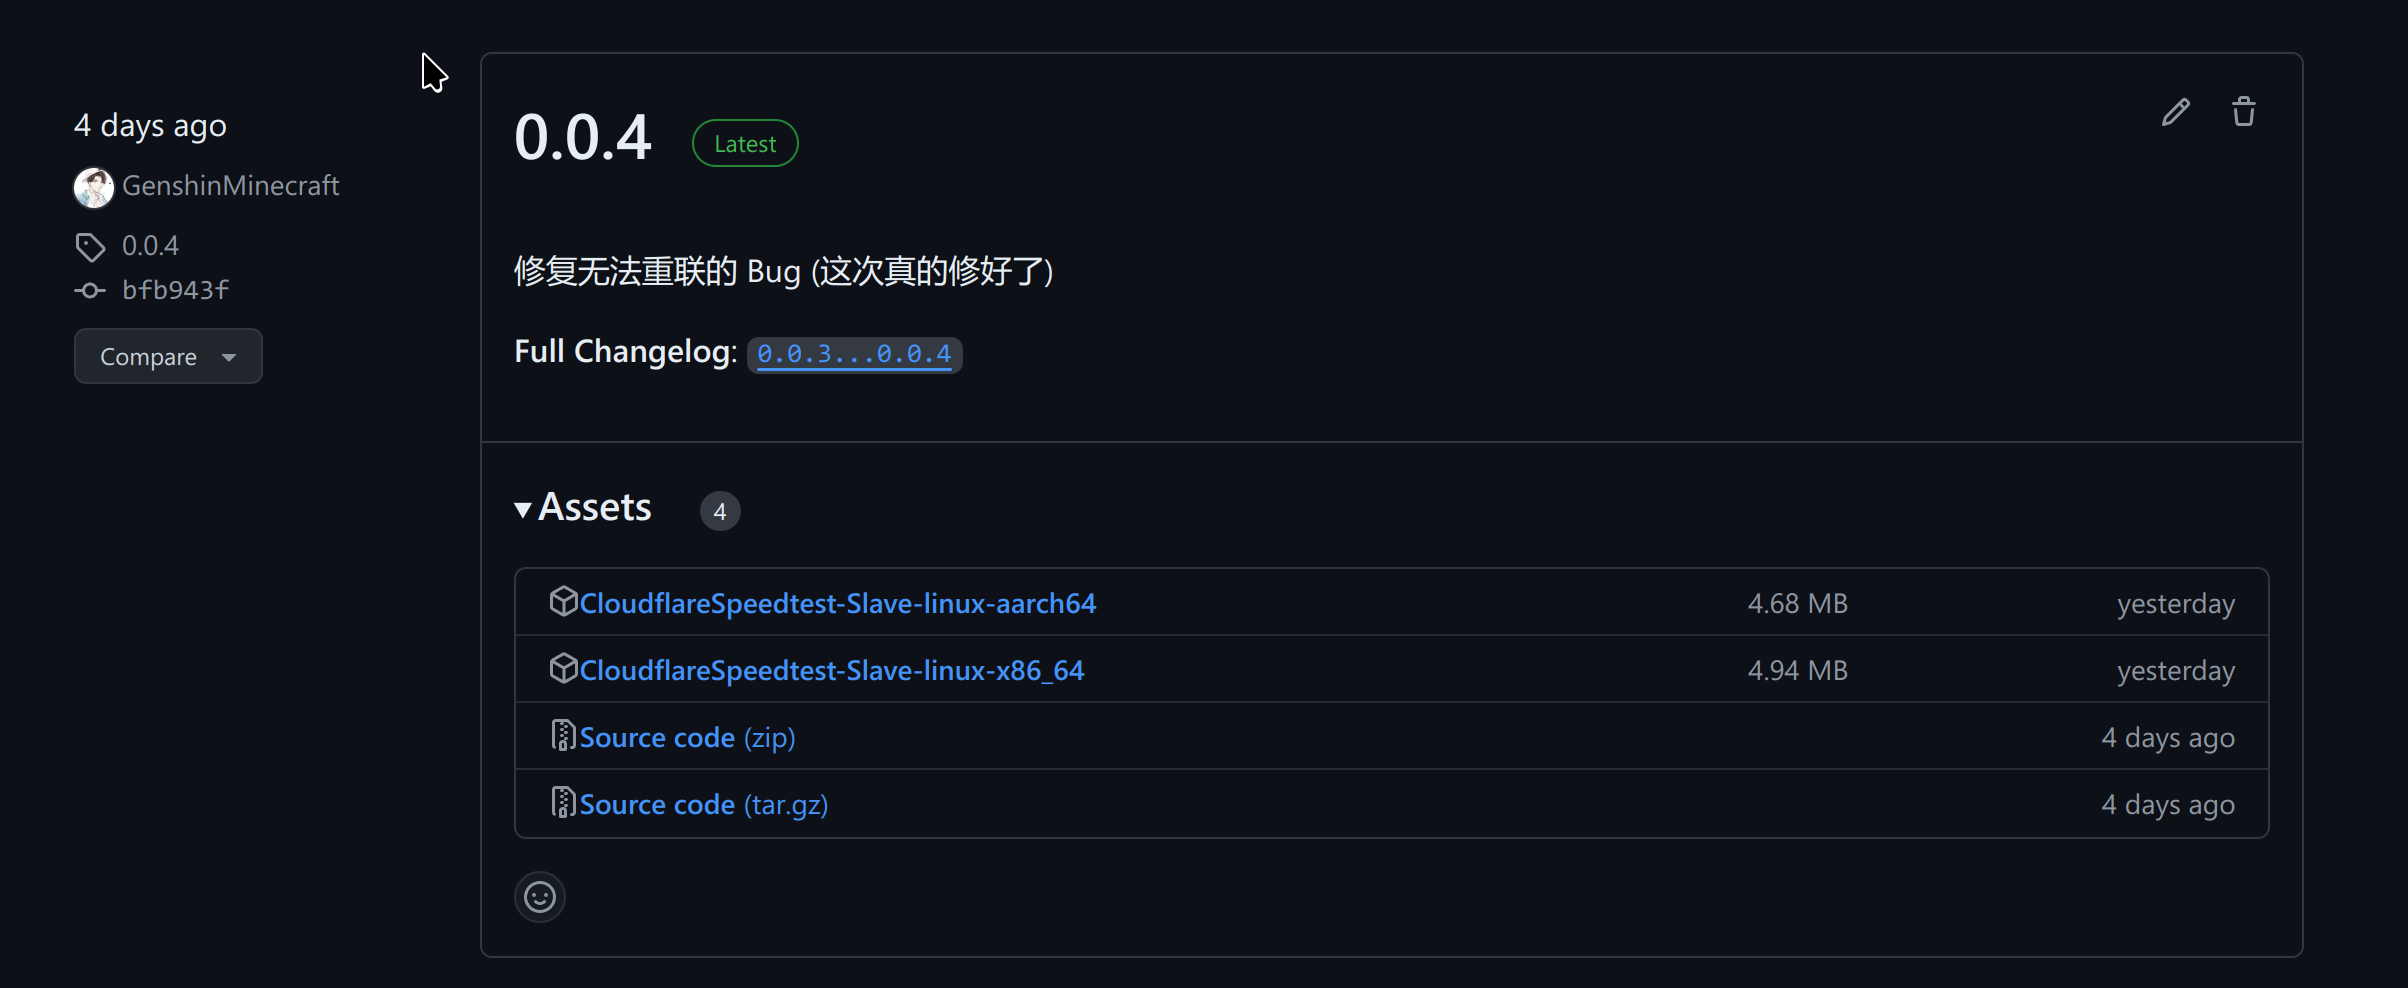 4 days ago
GenshinMinecraft
0.0.4
bfb943f
Compare
0.0.4 Latest
修复无法重联的 Bug (这次真的修好了)
Full Changelog: 0.0.3...0.0.4
Assets 4
CloudflareSpeedtest-Slave-linux-aarch64 4.68 MB yesterday
CloudflareSpeedtest-Slave-linux-x86_64 4.94 MB yesterday
Source code (zip) 4 days ago
Source code (tar.gz) 4 days ago